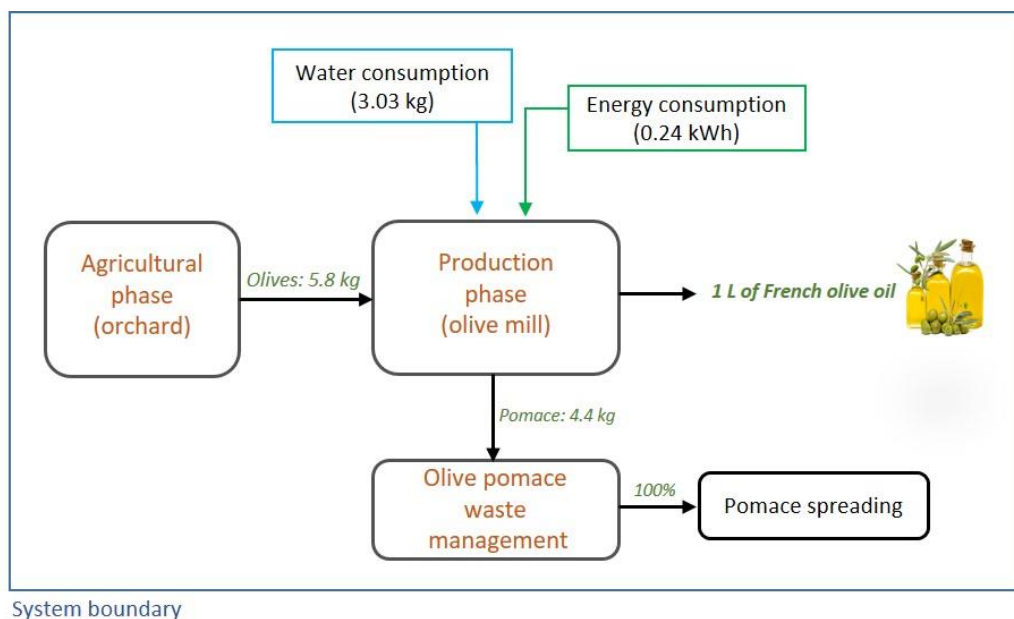 Water consumption
(3.03 kg)
Energy consumption
(0.24 kWh)
Agricultural
phase
(orchard)
Olives: 5.8 kg
Production
phase
(olive mill)
1 L of French olive oil
Pomace: 4.4 kg
Olive pomace
waste
management
100%
Pomace spreading
System boundary